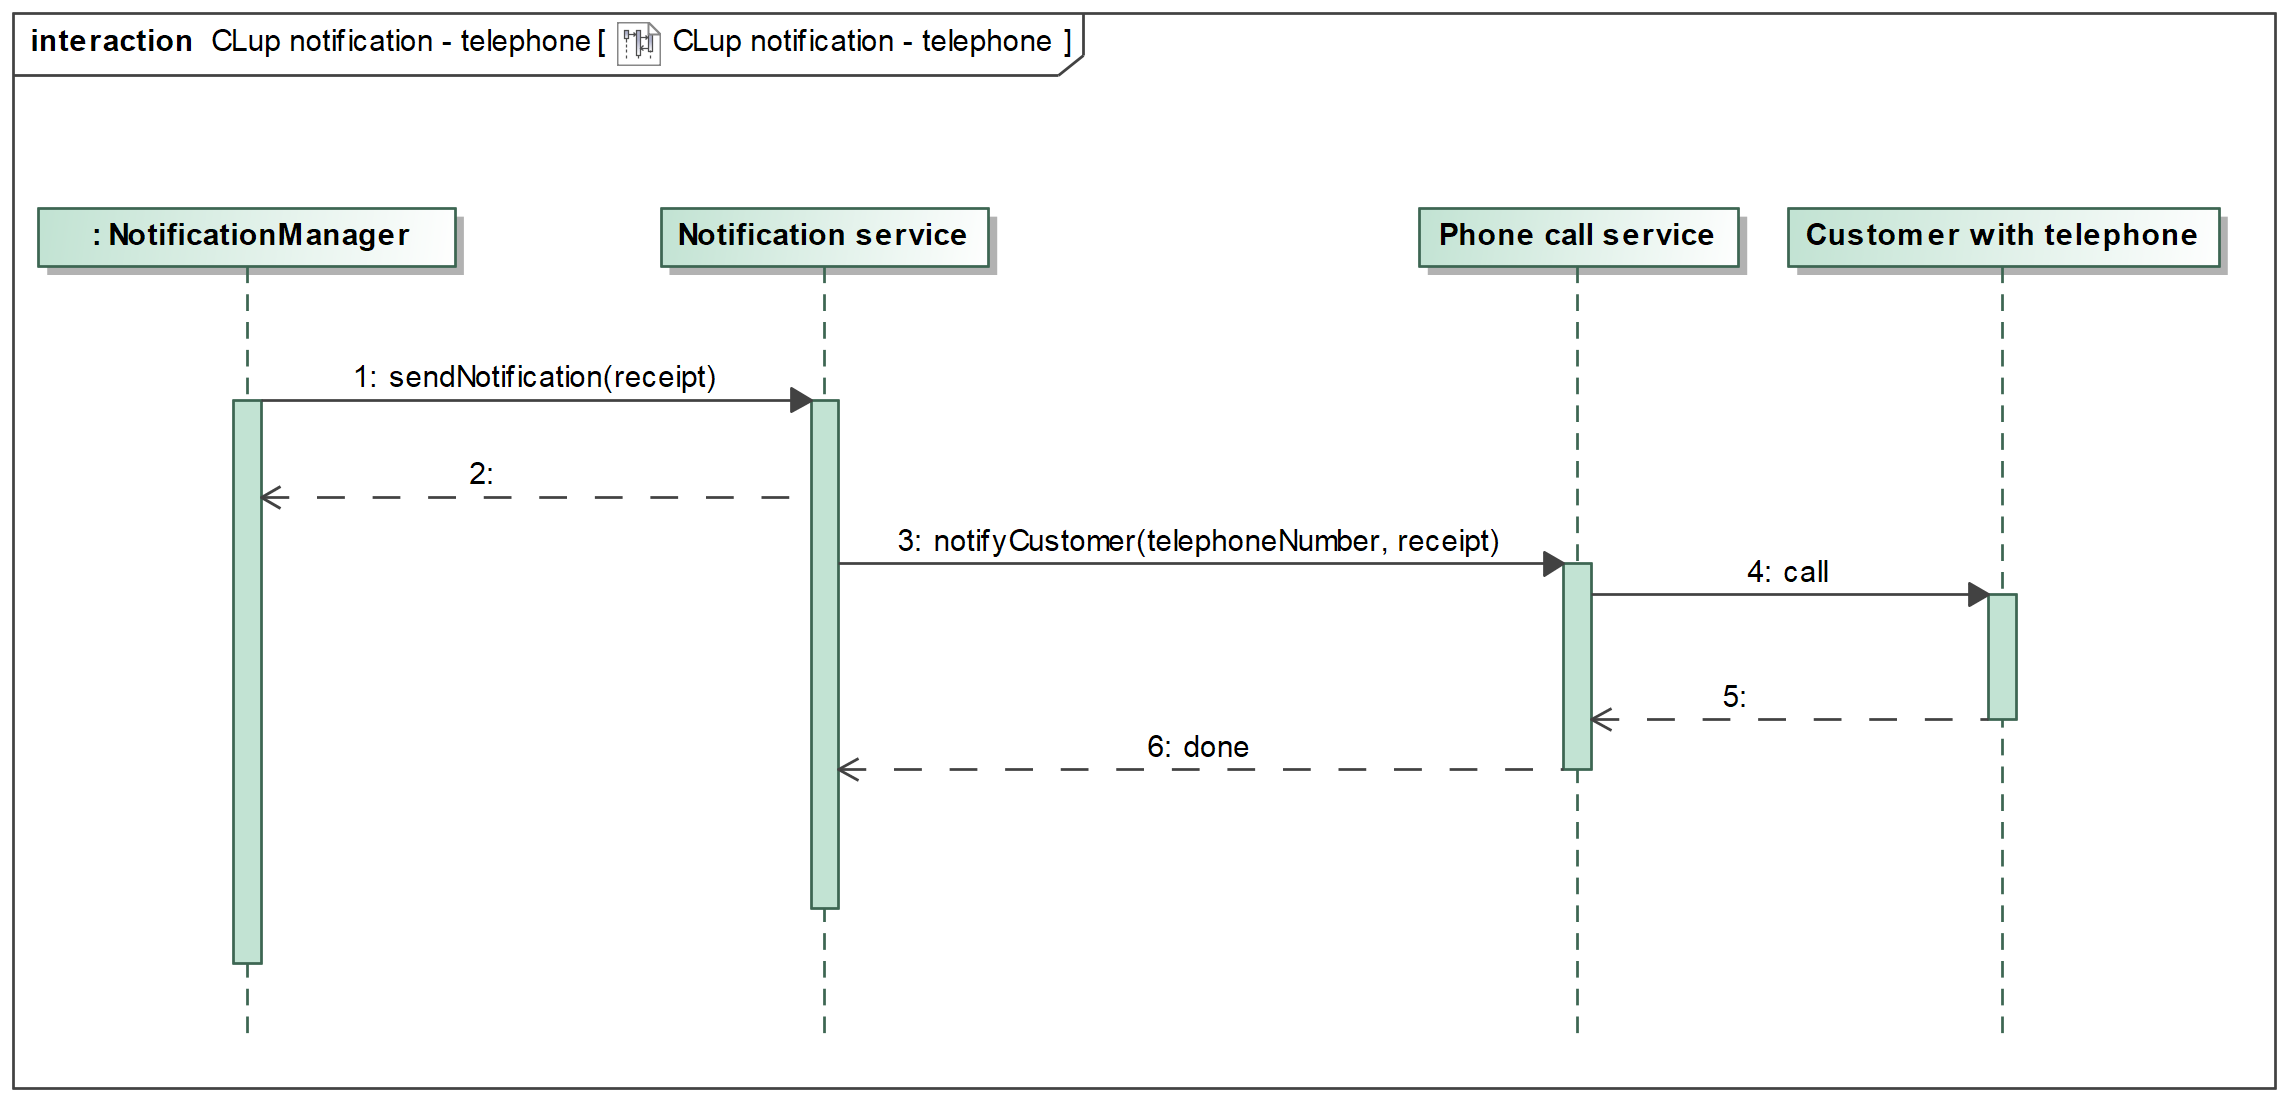 interaction CLup notification - telephone [ CLup notification - telephone ]
: NotificationManager
Notification service
Phone call service
Customer with telephone
1: sendNotification(receipt)
2:
3: notifyCustomer(telephoneNumber, receipt)
4: call
5:
6: done